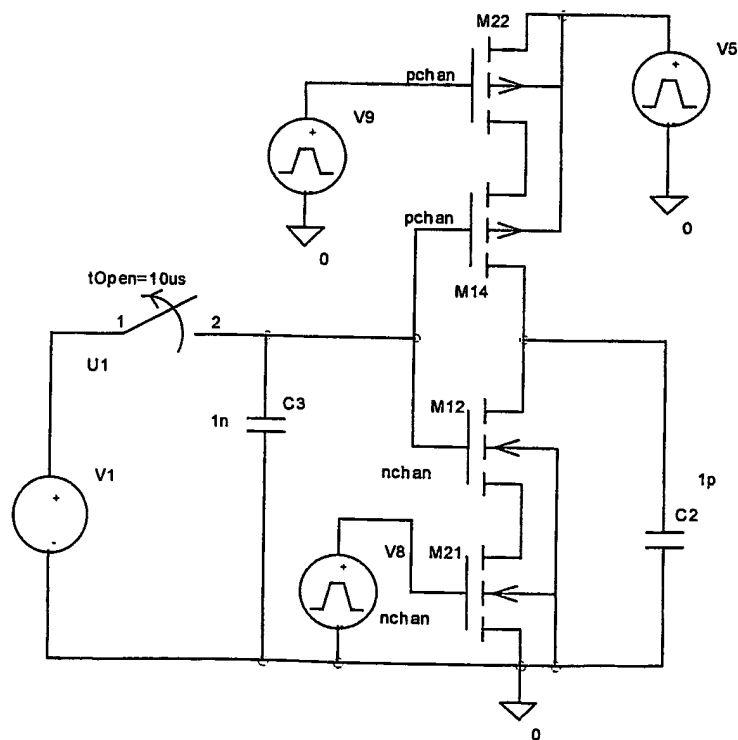 M22
V5
pchan
V9
pchan
0
0
tOpen=10us
M14
1
2
U1
C3
M12
1n
V1
nchan
1p
C2
V8
M21
nchan
0